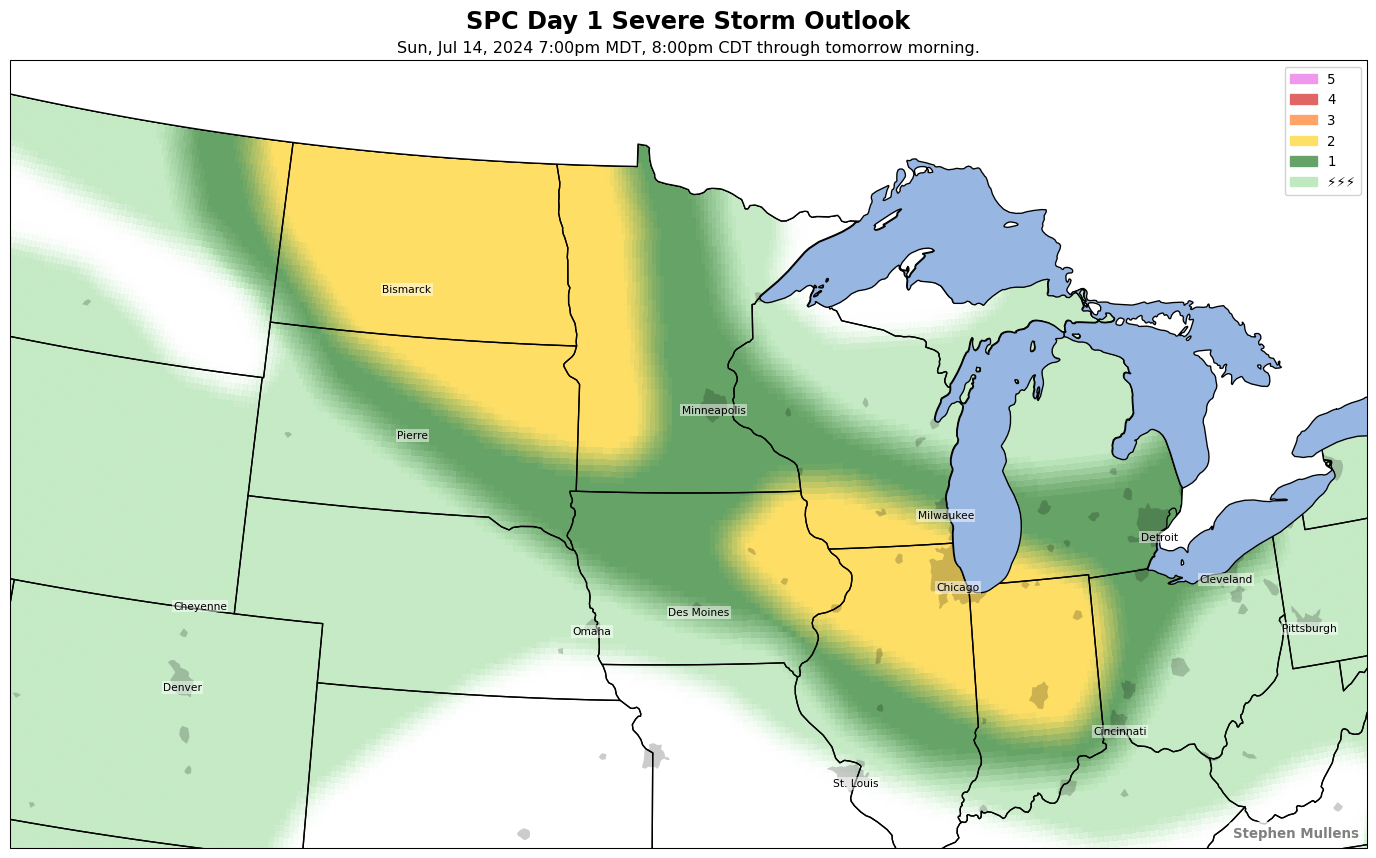 SPC Day 1 Severe Storm Outlook
Sun, Jul 14, 2024 7:00pm MDT, 8:00pm CDT through tomorrow morning.
5
4
3
2
1
⚡⚡⚡
Bismarck
Minneapolis
Pierre
Milwaukee
Detroit
Cleveland
Chicago
Cheyenne
Des Moines
Omaha
Pittsburgh
Denver
Cincinnati
St. Louis
Stephen Mullens